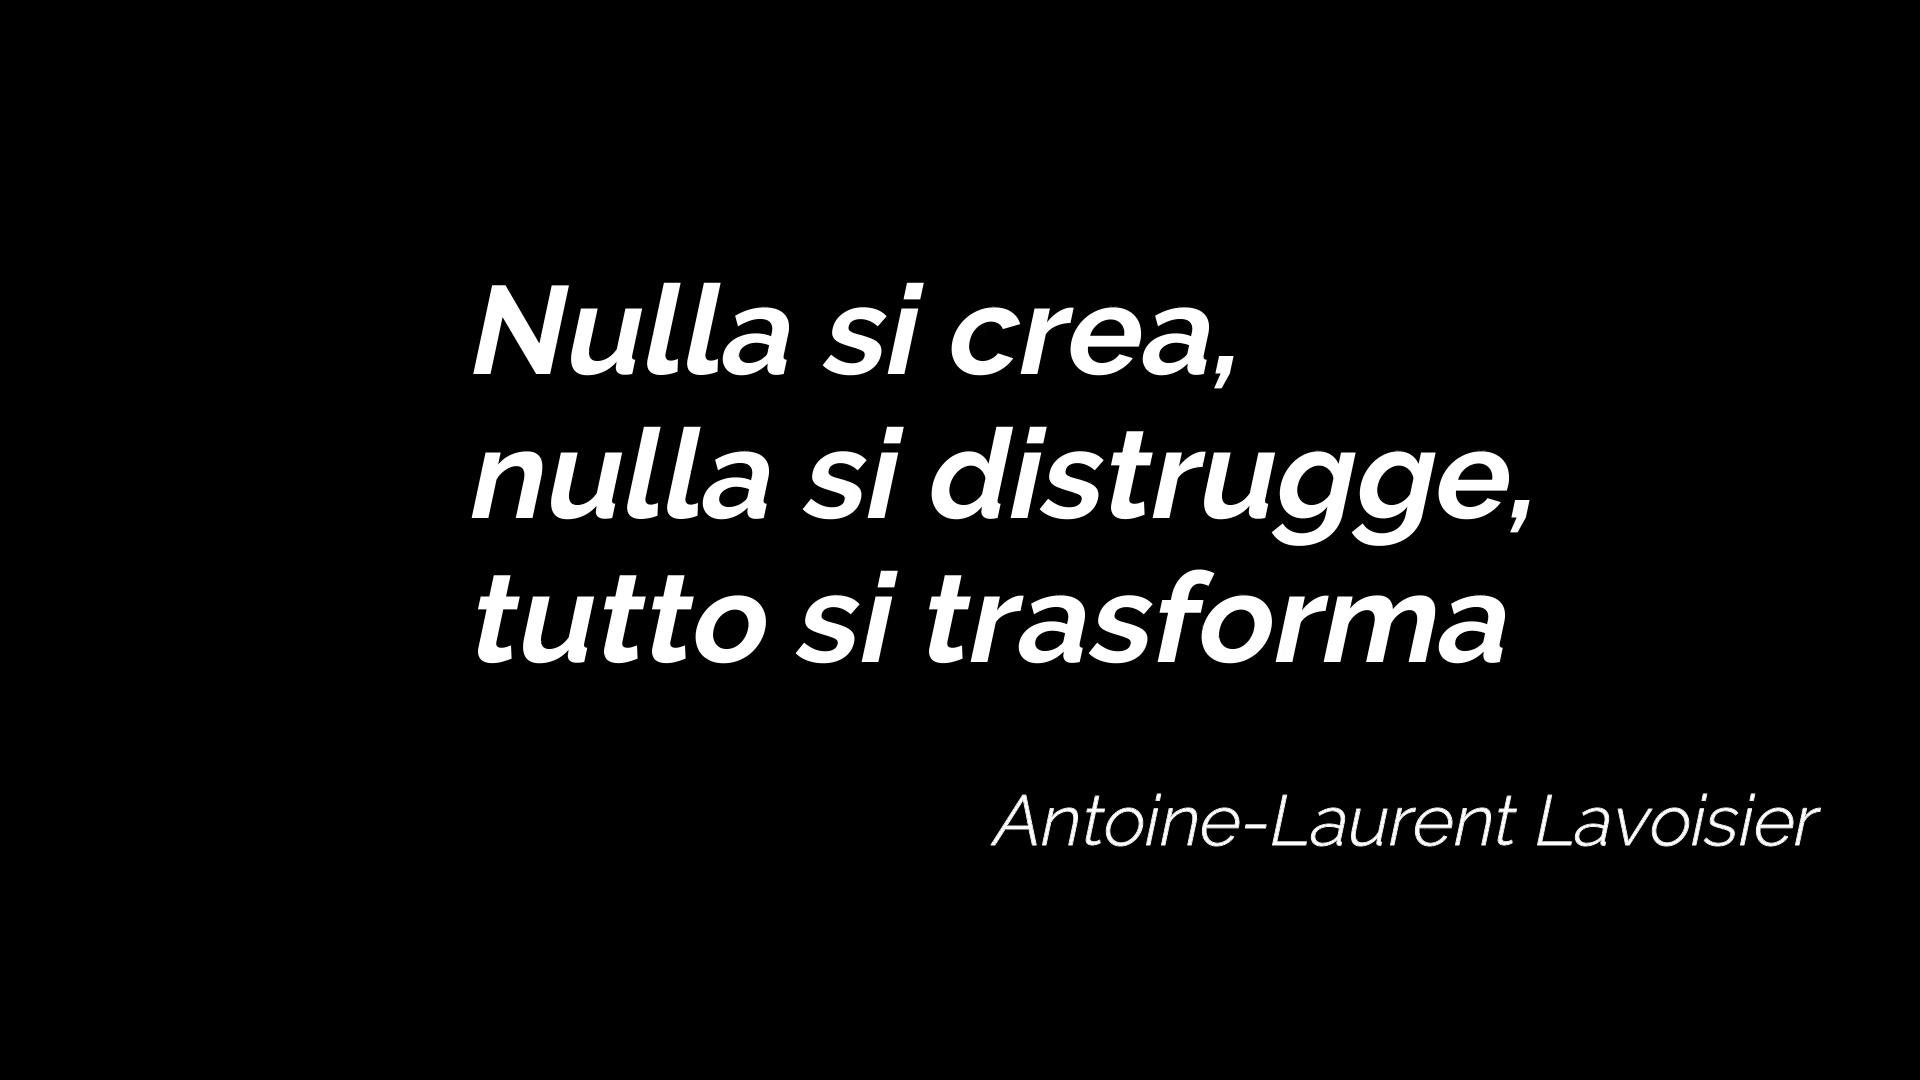 Nulla si crea,
nulla si distrugge,
tutto si trasforma
Antoine-Laurent Lavoisier